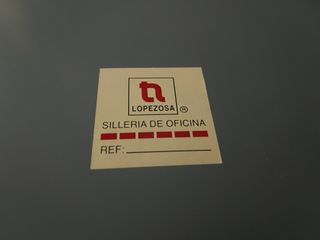 LOPEZOSA ®
SILLERIA DE OFICINA
REF: